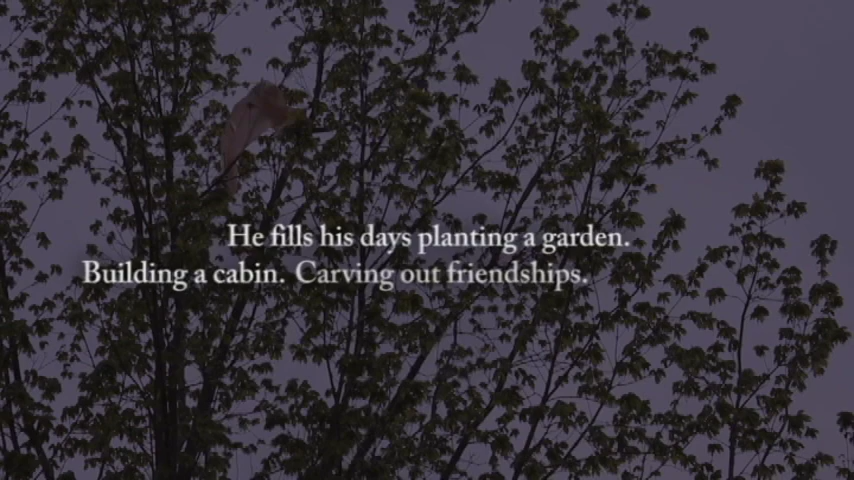 He fills his days planting a garden.
Building a cabin. Carving out friendships.